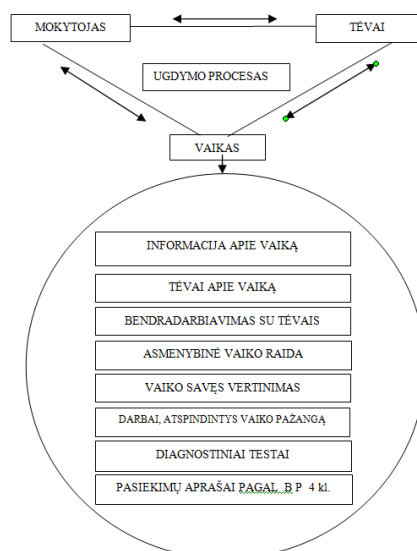 MOKYTOJAS
TĖVAI
UGDYMO PROCESAS
VAIKAS
INFORMACIJA APIE VAIKĄ
TĖVAI APIE VAIKĄ
BENDRADARBIAVIMAS SU TĖVAIS
ASMENYBINĖ VAIKO RAIDA
VAIKO SAVĘS VERTINIMAS
DARBAI, ATSPINDINTYS VAIKO PAŽANGĄ
DIAGNOSTINIAI TESTAI
PASIEKIMŲ APRAŠAI PAGAL B P 4 kl.